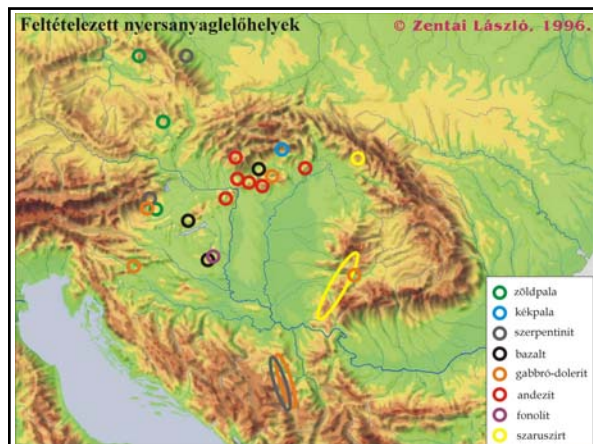 Feltételezett nyersanyaglelőhelyek
© Zentai László, 1996.
zöldpala
kékpala
szerpentinit
bazalt
gabbró-dolerit
andezit
fonolit
szaruszirt